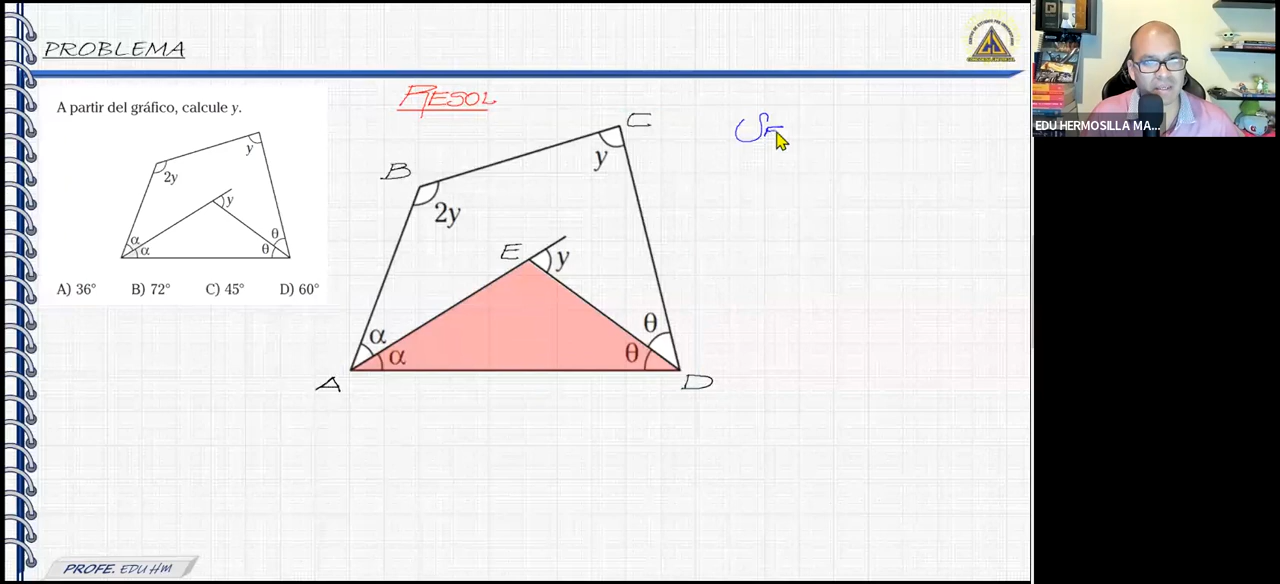 PROBLEMA
A partir del gráfico, calcule y.
y
2y
y
α
α
θ
θ
A) 36° B) 72° C) 45° D) 60°
RESOL
C
B
y
2y
E
y
α
α
θ
θ
A
D
EDU HERMOSILLA MA...
PROFE. EDU HM